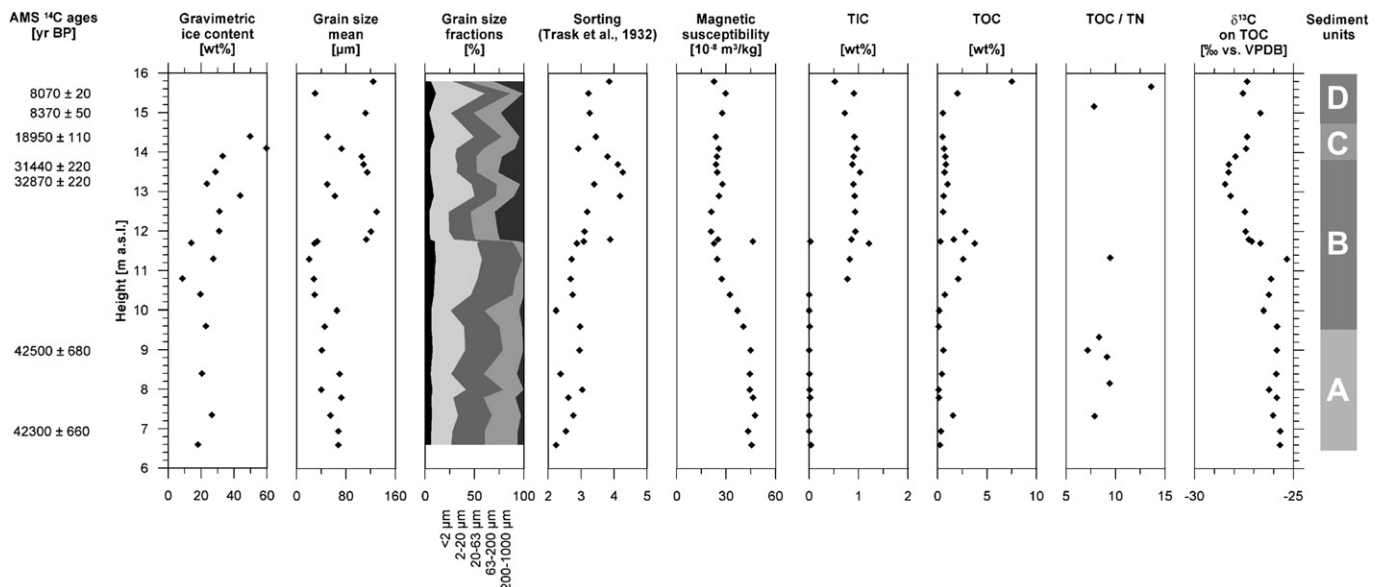 AMS ¹⁴C ages
[yr BP]
Gravimetric
ice content
[wt%]
Grain size
mean
[µm]
Grain size
fractions
[%]
Sorting
(Trask et al., 1932)
Magnetic
susceptibility
[10⁻⁸ m³/kg]
TIC
[wt%]
TOC
[wt%]
TOC / TN
δ¹³C
on TOC
[‰ vs. VPDB]
Sediment
units
8070 ± 20
8370 ± 50
18950 ± 110
31440 ± 220
32870 ± 220
42500 ± 680
42300 ± 660
Height [m a.s.l.]
16
15
14
13
12
11
10
9
8
7
6
D
C
B
A
0 20 40 60
0 80 160
0 50 100
2 3 4 5
0 30 60
0 1 2
0 5 10
5 10 15
-30 -25
<2 µm
2-20 µm
20-63 µm
63-200 µm
200-1000 µm